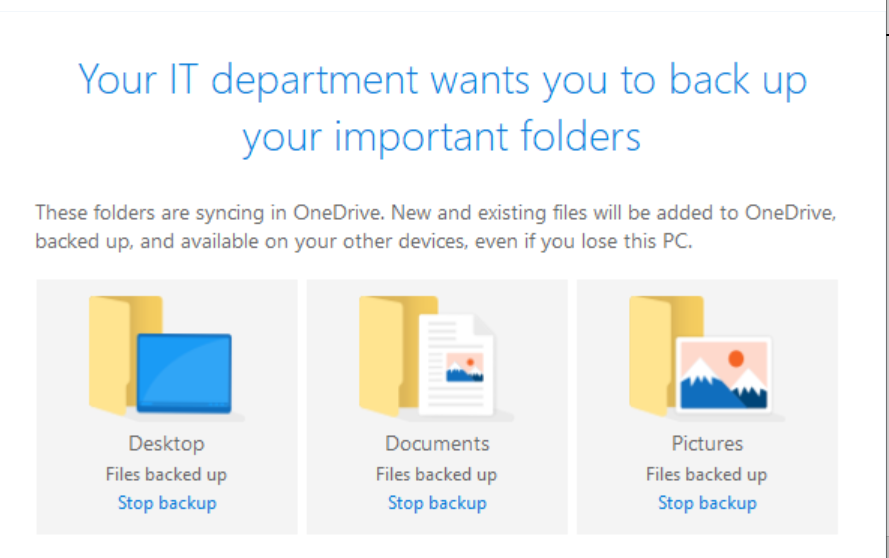 Your IT department wants you to back up
your important folders
These folders are syncing in OneDrive. New and existing files will be added to OneDrive,
backed up, and available on your other devices, even if you lose this PC.
Desktop
Files backed up
Stop backup
Documents
Files backed up
Stop backup
Pictures
Files backed up
Stop backup